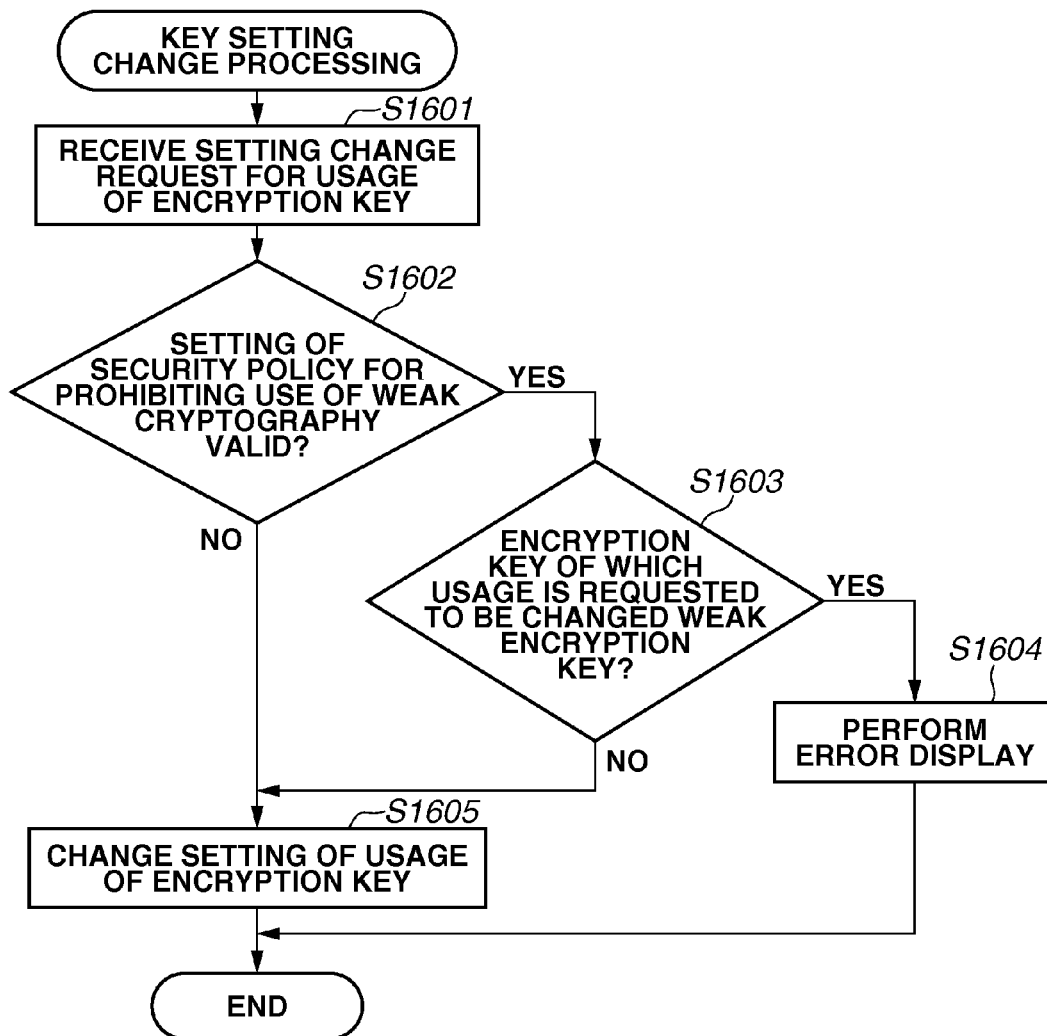 KEY SETTING
CHANGE PROCESSING
S1601
RECEIVE SETTING CHANGE
REQUEST FOR USAGE
OF ENCRYPTION KEY
S1602
SETTING OF
SECURITY POLICY FOR
PROHIBITING USE OF WEAK
CRYPTOGRAPHY
VALID?
YES
NO
S1603
ENCRYPTION
KEY OF WHICH
USAGE IS REQUESTED
TO BE CHANGED WEAK
ENCRYPTION
KEY?
YES
NO
S1604
PERFORM
ERROR DISPLAY
S1605
CHANGE SETTING OF USAGE
OF ENCRYPTION KEY
END